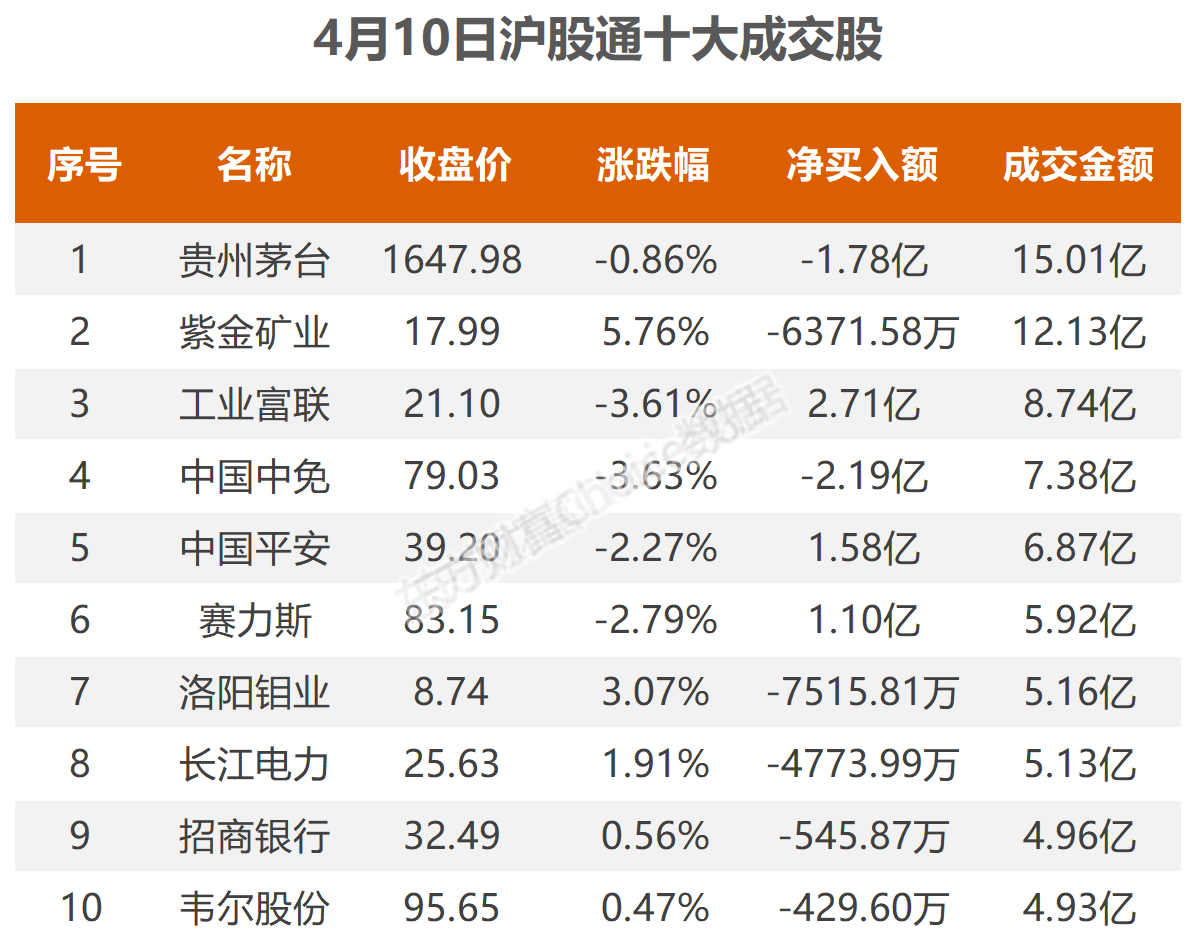 4月10日沪股通十大成交股
序号 名称 收盘价 涨跌幅 净买入额 成交金额
1 贵州茅台 1647.98 -0.86% -1.78亿 15.01亿
2 紫金矿业 17.99 5.76% -6371.58万 12.13亿
3 工业富联 21.10 -3.61% 2.71亿 8.74亿
4 中国中免 79.03 -3.63% -2.19亿 7.38亿
5 中国平安 39.20 -2.27% 1.58亿 6.87亿
6 赛力斯 83.15 -2.79% 1.10亿 5.92亿
7 洛阳钼业 8.74 3.07% -7515.81万 5.16亿
8 长江电力 25.63 1.91% -4773.99万 5.13亿
9 招商银行 32.49 0.56% -545.87万 4.96亿
10 韦尔股份 95.65 0.47% -429.60万 4.93亿
东方财富Choice数据